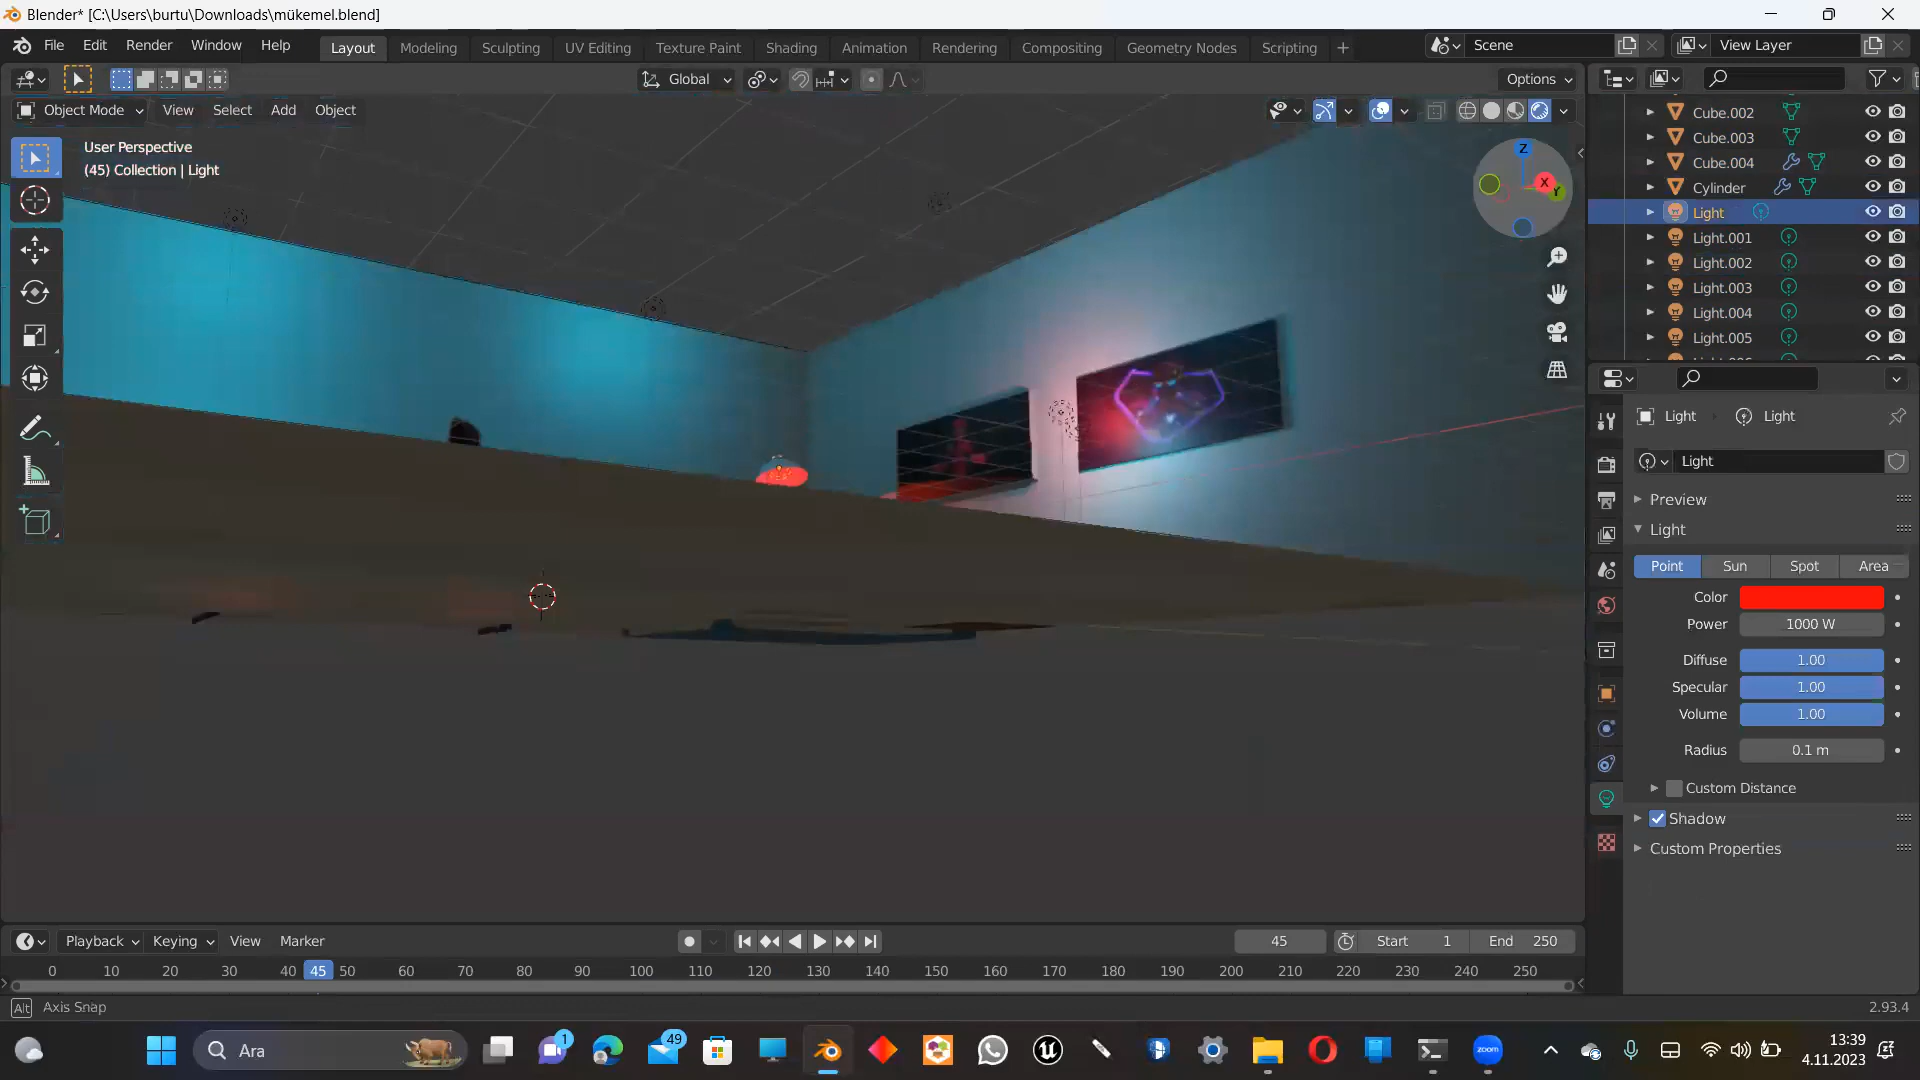 Blender* [C:\Users\burtu\Downloads\mükemel.blend]
File Edit Render Window Help
Layout Modeling Sculpting UV Editing Texture Paint Shading Animation Rendering Compositing Geometry Nodes Scripting
Scene
View Layer
Global
Options
Object Mode View Select Add Object
User Perspective
(45) Collection | Light
Z
X
Y
Cube.002
Cube.003
Cube.004
Cylinder
Light
Light.001
Light.002
Light.003
Light.004
Light.005
Light Light
Light
Preview
Light
Point Sun Spot Area
Color
Power 1000 W
Diffuse 1.00
Specular 1.00
Volume 1.00
Radius 0.1 m
Custom Distance
Shadow
Custom Properties
Playback Keying View Marker
45 Start 1 End 250
0 10 20 30 40 45 50 60 70 80 90 100 110 120 130 140 150 160 170 180 190 200 210 220 230 240 250
Alt Axis Snap
2.93.4
Ara
1
49
zoom
13:39
4.11.2023